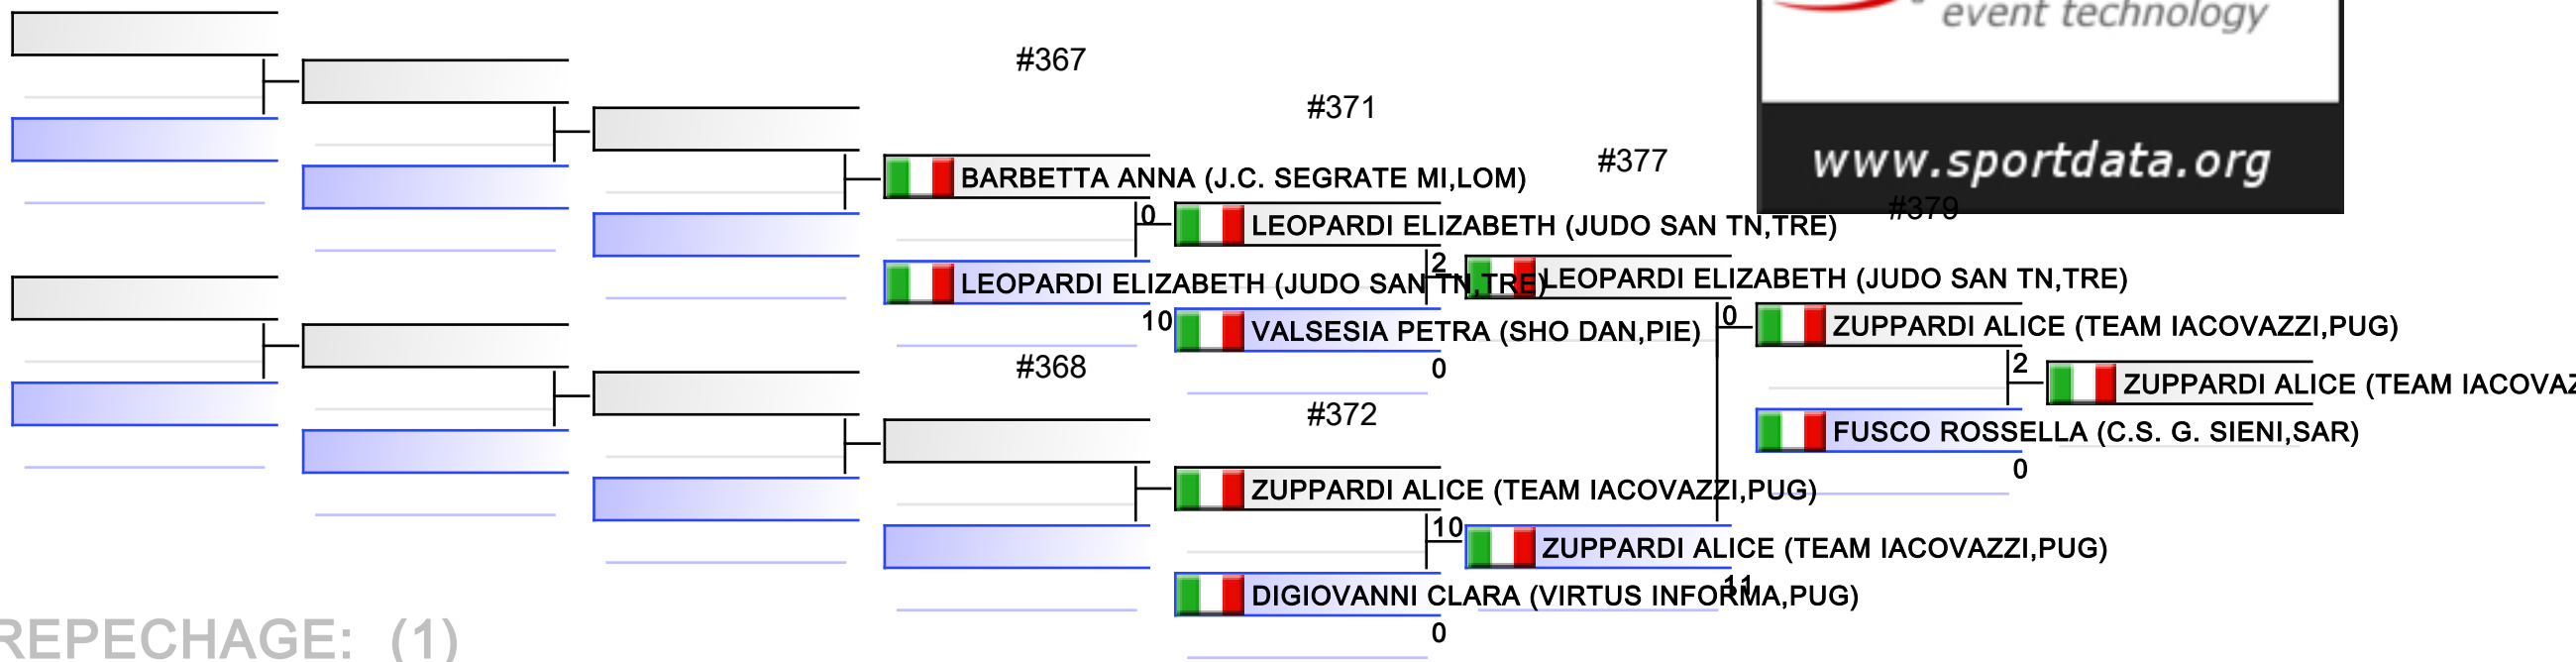 event technology
#367
#371
#377
www.sportdata.org
#379
BARBETTA ANNA (J.C. SEGRATE MI,LOM)
0
LEOPARDI ELIZABETH (JUDO SAN TN,TRE)
2
LEOPARDI ELIZABETH (JUDO SAN TN,TRE)
LEOPARDI ELIZABETH (JUDO SAN TN,TRE)
10
VALSESIA PETRA (SHO DAN,PIE)
0
0
ZUPPARDI ALICE (TEAM IACOVAZZI,PUG)
2
#368
ZUPPARDI ALICE (TEAM IACOVAZ
#372
FUSCO ROSSELLA (C.S. G. SIENI,SAR)
0
ZUPPARDI ALICE (TEAM IACOVAZZI,PUG)
10
ZUPPARDI ALICE (TEAM IACOVAZZI,PUG)
11
DIGIOVANNI CLARA (VIRTUS INFORMA,PUG)
0
REPECHAGE: (1)